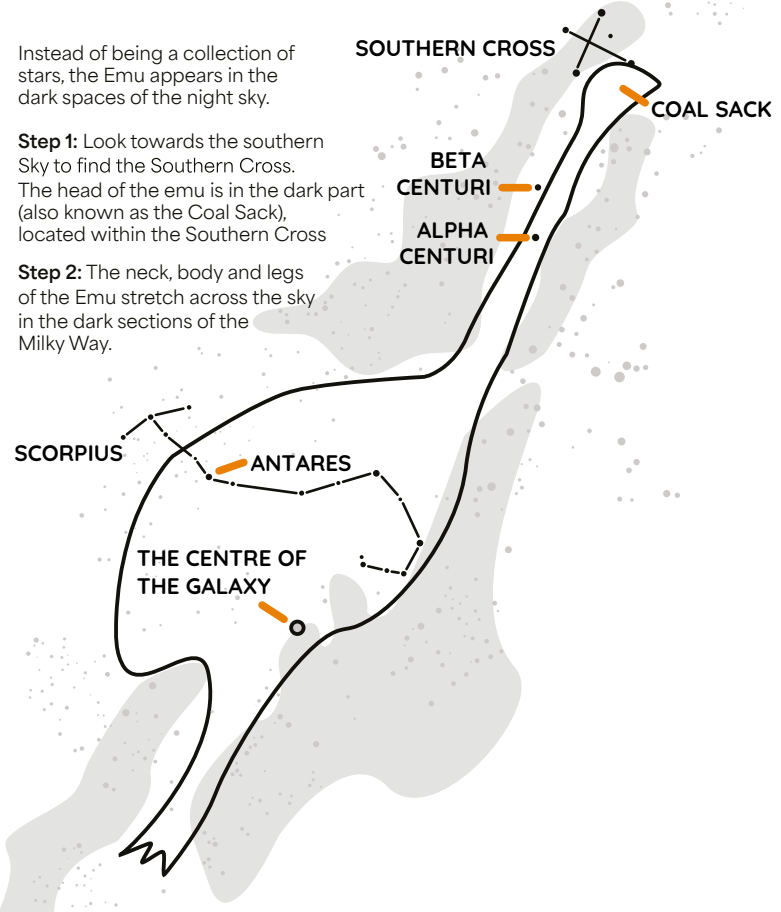 Instead of being a collection of
stars, the Emu appears in the
dark spaces of the night sky.
Step 1: Look towards the southern
Sky to find the Southern Cross.
The head of the emu is in the dark part
(also known as the Coal Sack),
located within the Southern Cross
Step 2: The neck, body and legs
of the Emu stretch across the sky
in the dark sections of the
Milky Way.
SOUTHERN CROSS
COAL SACK
BETA
CENTURI
ALPHA
CENTURI
SCORPIUS
ANTARES
THE CENTRE OF
THE GALAXY